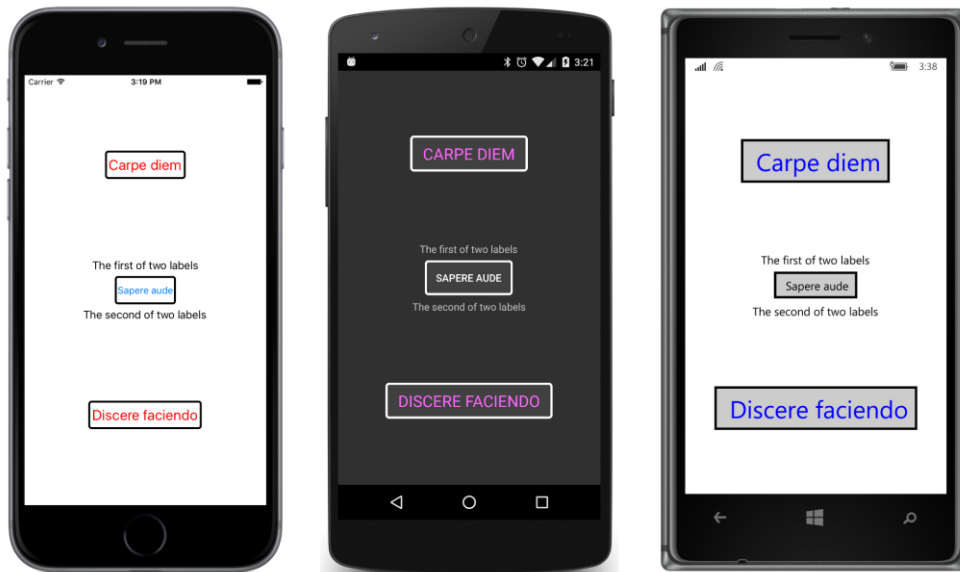 Carrier 3:19 PM
Carpe diem
The first of two labels
Sapere aude
The second of two labels
Discere faciendo
3:21
CARPE DIEM
The first of two labels
SAPERE AUDE
The second of two labels
DISCERE FACIENDO
3:38
Carpe diem
The first of two labels
Sapere aude
The second of two labels
Discere faciendo